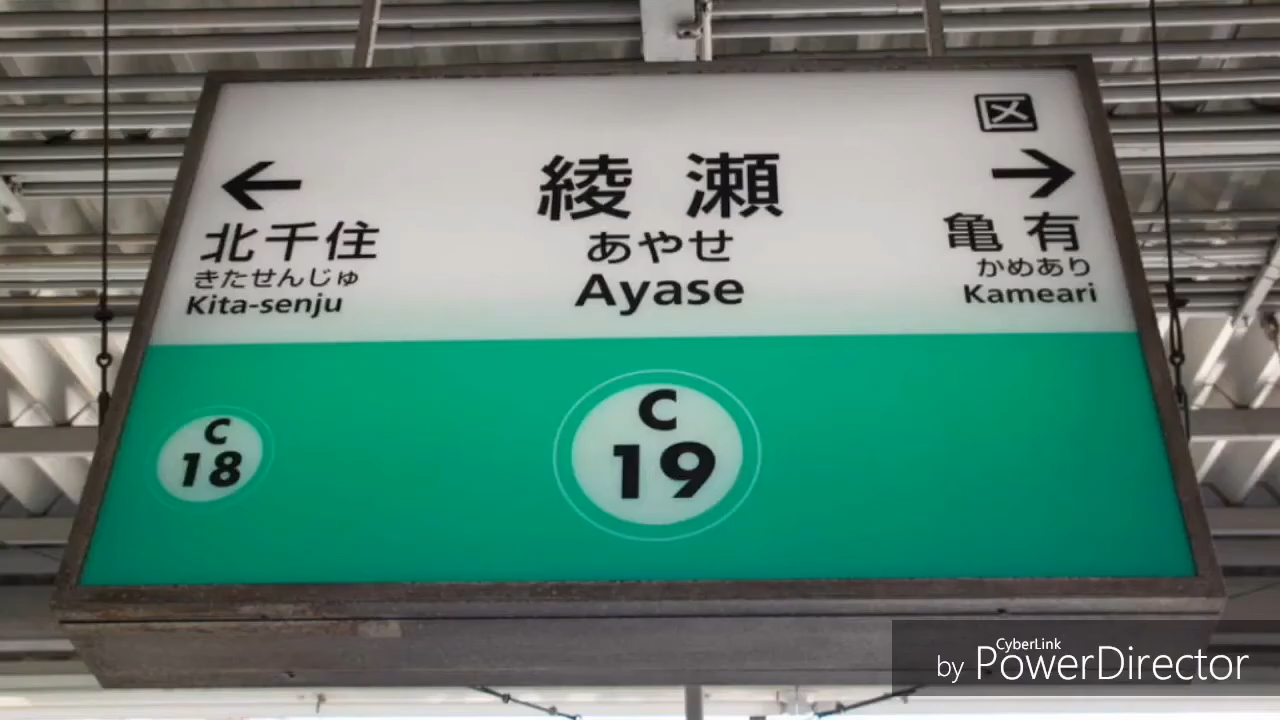 区
綾瀬
あやせ
Ayase
北千住
きたせんじゅ
Kita-senju
亀有
かめあり
Kameari
C
18
C
19
CyberLink
by PowerDirector